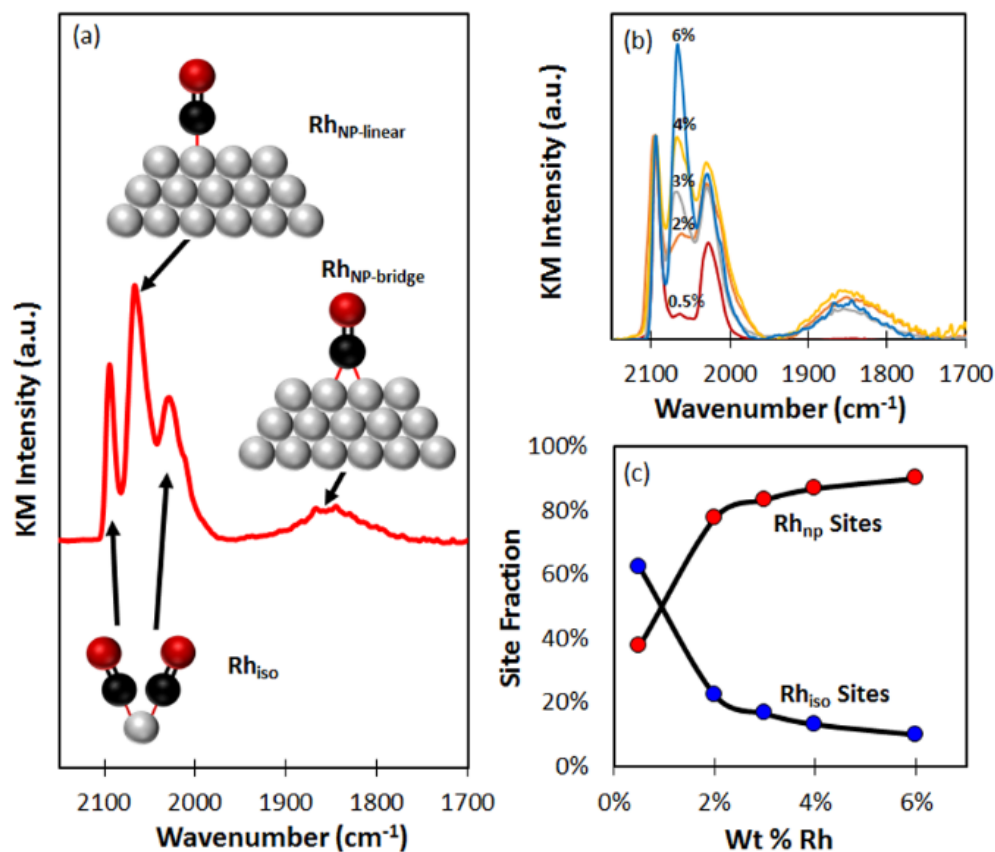 (a)
Rh_NP-linear
Rh_NP-bridge
Rh_iso
KM Intensity (a.u.)
2100 2000 1900 1800 1700
Wavenumber (cm⁻¹)
(b)
6%
4%
3%
2%
0.5%
KM Intensity (a.u.)
2100 2000 1900 1800 1700
Wavenumber (cm⁻¹)
(c)
100%
80%
60%
40%
20%
0%
Site Fraction
Rh_np Sites
Rh_iso Sites
0% 2% 4% 6%
Wt % Rh